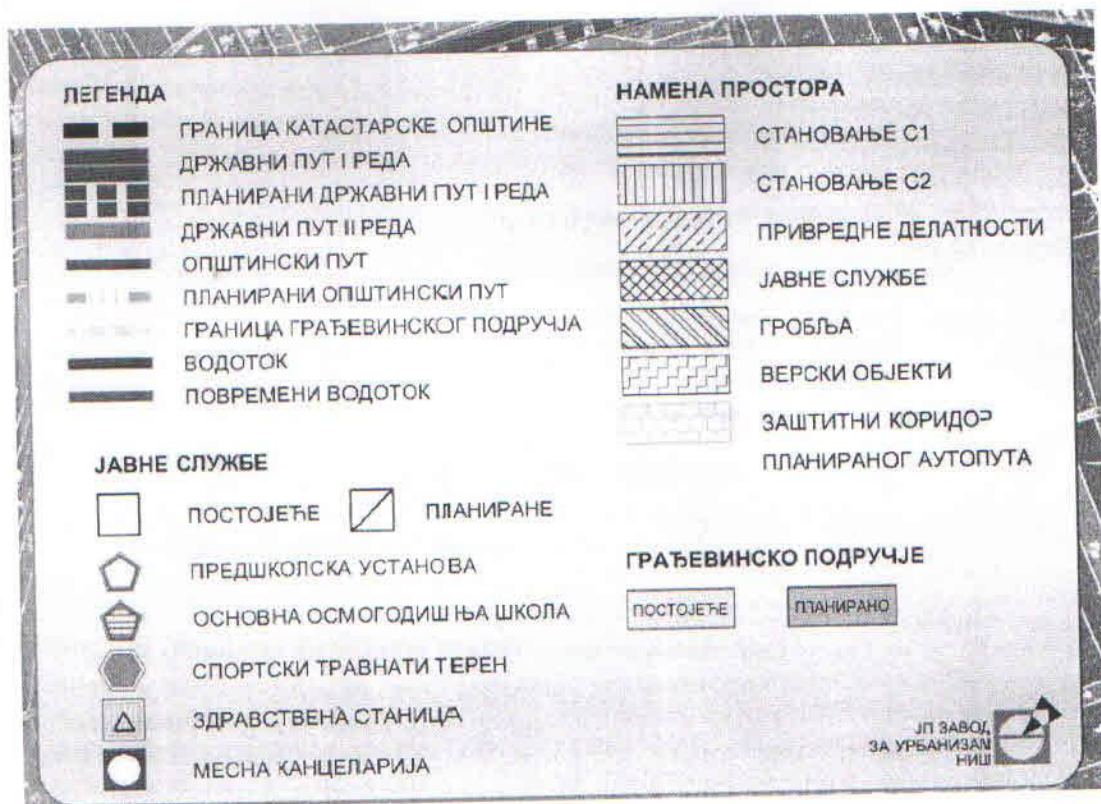 ЛЕГЕНДА
ГРАНИЦА КАТАСТАРСКЕ ОПШТИНЕ
ДРЖАВНИ ПУТ I РЕДА
ПЛАНИРАНИ ДРЖАВНИ ПУТ I РЕДА
ДРЖАВНИ ПУТ II РЕДА
ОПШТИНСКИ ПУТ
ПЛАНИРАНИ ОПШТИНСКИ ПУТ
ГРАНИЦА ГРАЂЕВИНСКОГ ПОДРУЧЈА
ВОДОТОК
ПОВРЕМЕНИ ВОДОТОК
ЈАВНЕ СЛУЖБЕ
ПОСТОЈЕЋЕ
ПЛАНИРАНЕ
ПРЕДШКОЛСКА УСТАНОВА
ОСНОВНА ОСМОГОДИШЊА ШКОЛА
СПОРТСКИ ТРАВНАТИ ТЕРЕН
ЗДРАВСТВЕНА СТАНИЦА
МЕСНА КАНЦЕЛАРИЈА
НАМЕНА ПРОСТОРА
СТАНОВАЊЕ С1
СТАНОВАЊЕ С2
ПРИВРЕДНЕ ДЕЛАТНОСТИ
ЈАВНЕ СЛУЖБЕ
ГРОБЉА
ВЕРСКИ ОБЈЕКТИ
ЗАШТИТНИ КОРИДОР
ПЛАНИРАНОГ АУТОПУТА
ГРАЂЕВИНСКО ПОДРУЧЈЕ
ПОСТОЈЕЋЕ
ПЛАНИРАНО
ЈП ЗАВОД
ЗА УРБАНИЗАМ
НИШ